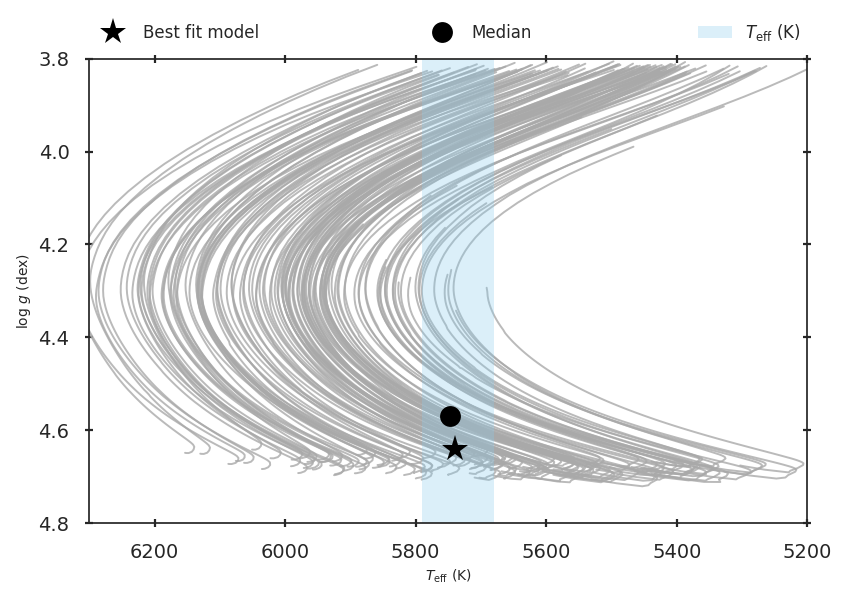 Best fit model
Median
Teff (K)
3.8
4.0
4.2
4.4
4.6
4.8
log g (dex)
6200
6000
5800
5600
5400
5200
Teff (K)